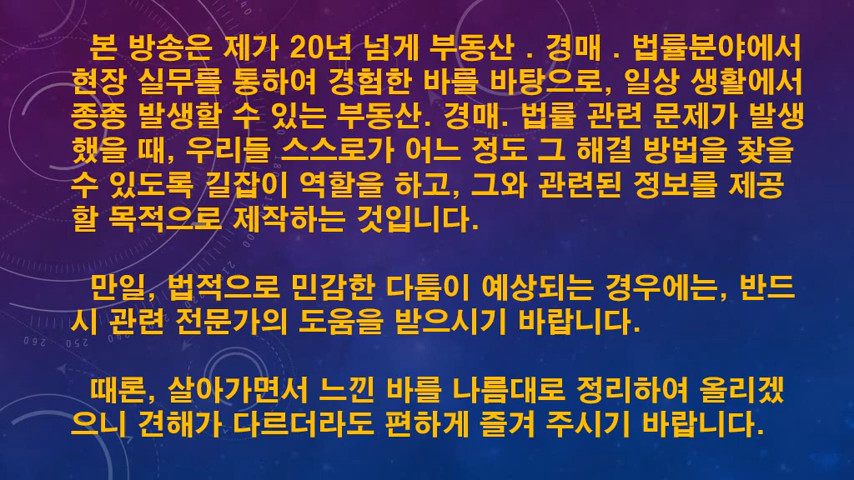 본 방송은 제가 20년 넘게 부동산 . 경매 . 법률분야에서
현장 실무를 통하여 경험한 바를 바탕으로, 일상 생활에서
종종 발생할 수 있는 부동산. 경매. 법률 관련 문제가 발생
했을 때, 우리들 스스로가 어느 정도 그 해결 방법을 찾을
수 있도록 길잡이 역할을 하고, 그와 관련된 정보를 제공
할 목적으로 제작하는 것입니다.
만일, 법적으로 민감한 다툼이 예상되는 경우에는, 반드
시 관련 전문가의 도움을 받으시기 바랍니다.
때론, 살아가면서 느낀 바를 나름대로 정리하여 올리겠
으니 견해가 다르더라도 편하게 즐겨 주시기 바랍니다.